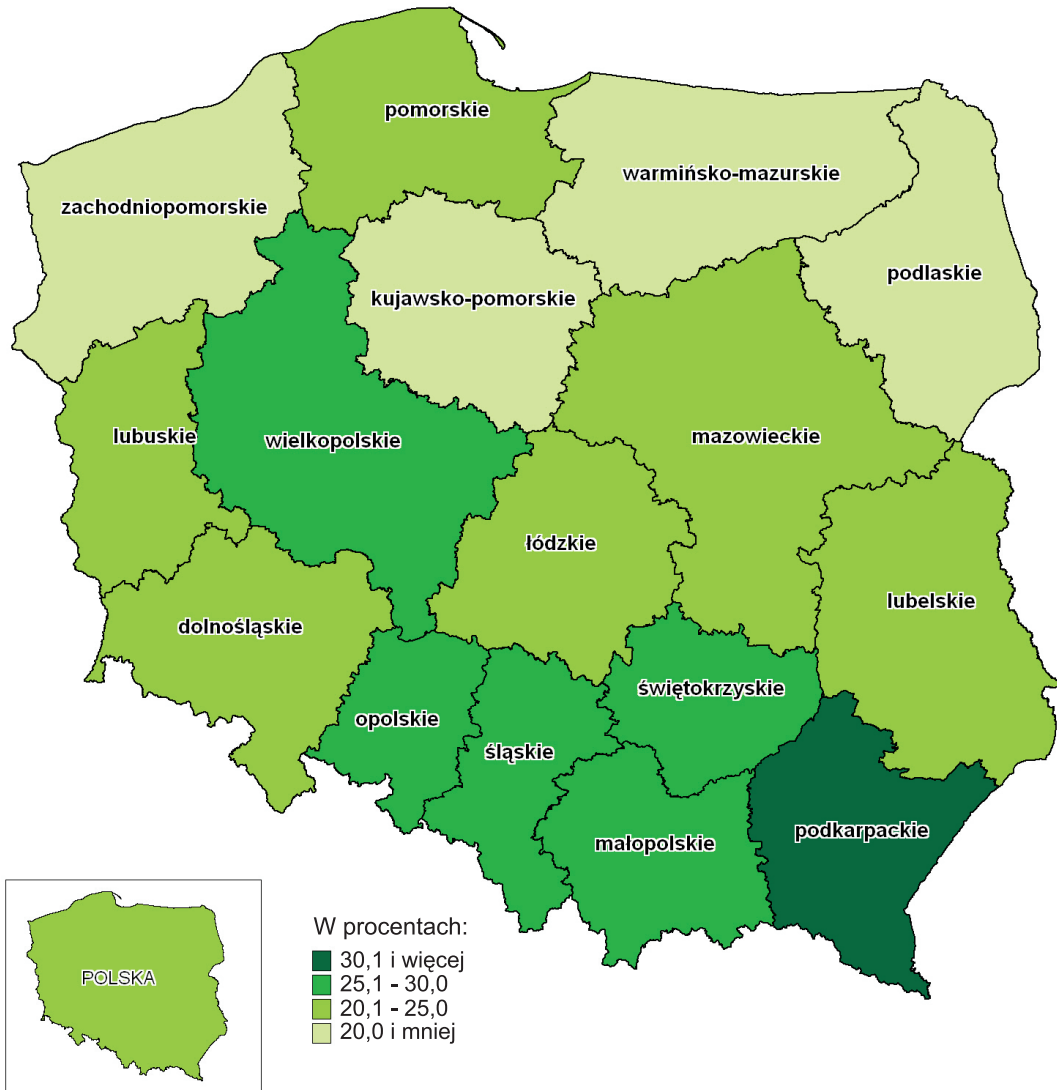 pomorskie
warmińsko-mazurskie
zachodniopomorskie
podlaskie
kujawsko-pomorskie
lubuskie
wielkopolskie
mazowieckie
łódzkie
lubelskie
dolnośląskie
świętokrzyskie
opolskie
śląskie
podkarpackie
małopolskie
POLSKA
W procentach:
30,1 i więcej
25,1 - 30,0
20,1 - 25,0
20,0 i mniej